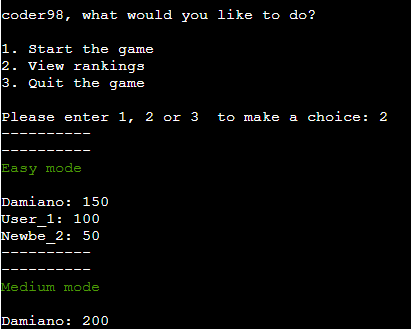 coder98, what would you like to do?
1. Start the game
2. View rankings
3. Quit the game
Please enter 1, 2 or 3  to make a choice: 2
----------
----------
Easy mode
Damiano: 150
User_1: 100
Newbe_2: 50
----------
----------
Medium mode
Damiano: 200